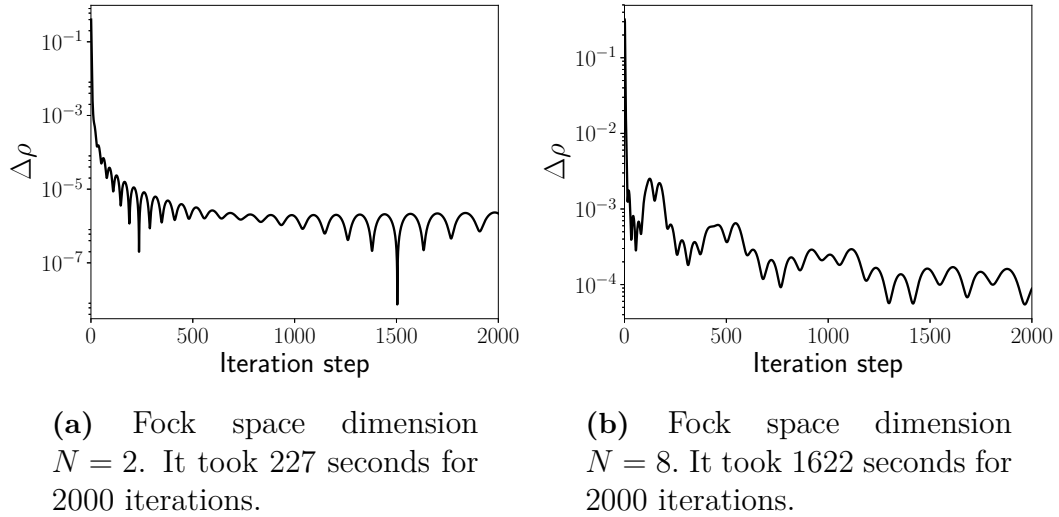 10⁻¹
10⁻³
10⁻⁵
10⁻⁷
Δρ
0 500 1000 1500 2000
Iteration step
10⁻¹
10⁻²
10⁻³
10⁻⁴
Δρ
0 500 1000 1500 2000
Iteration step
(a) Fock space dimension
N = 2. It took 227 seconds for
2000 iterations.
(b) Fock space dimension
N = 8. It took 1622 seconds for
2000 iterations.